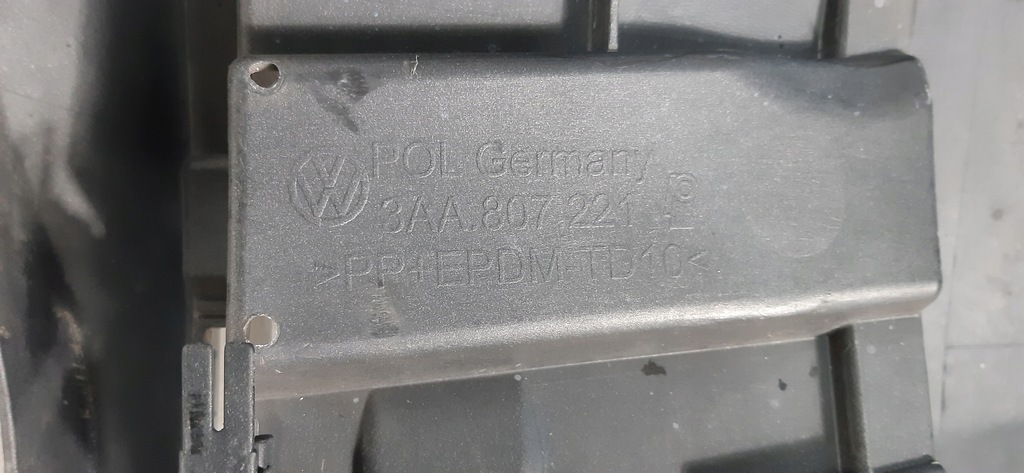 POL Germany
3AA.807.221
>PP+EPDM-TD10<